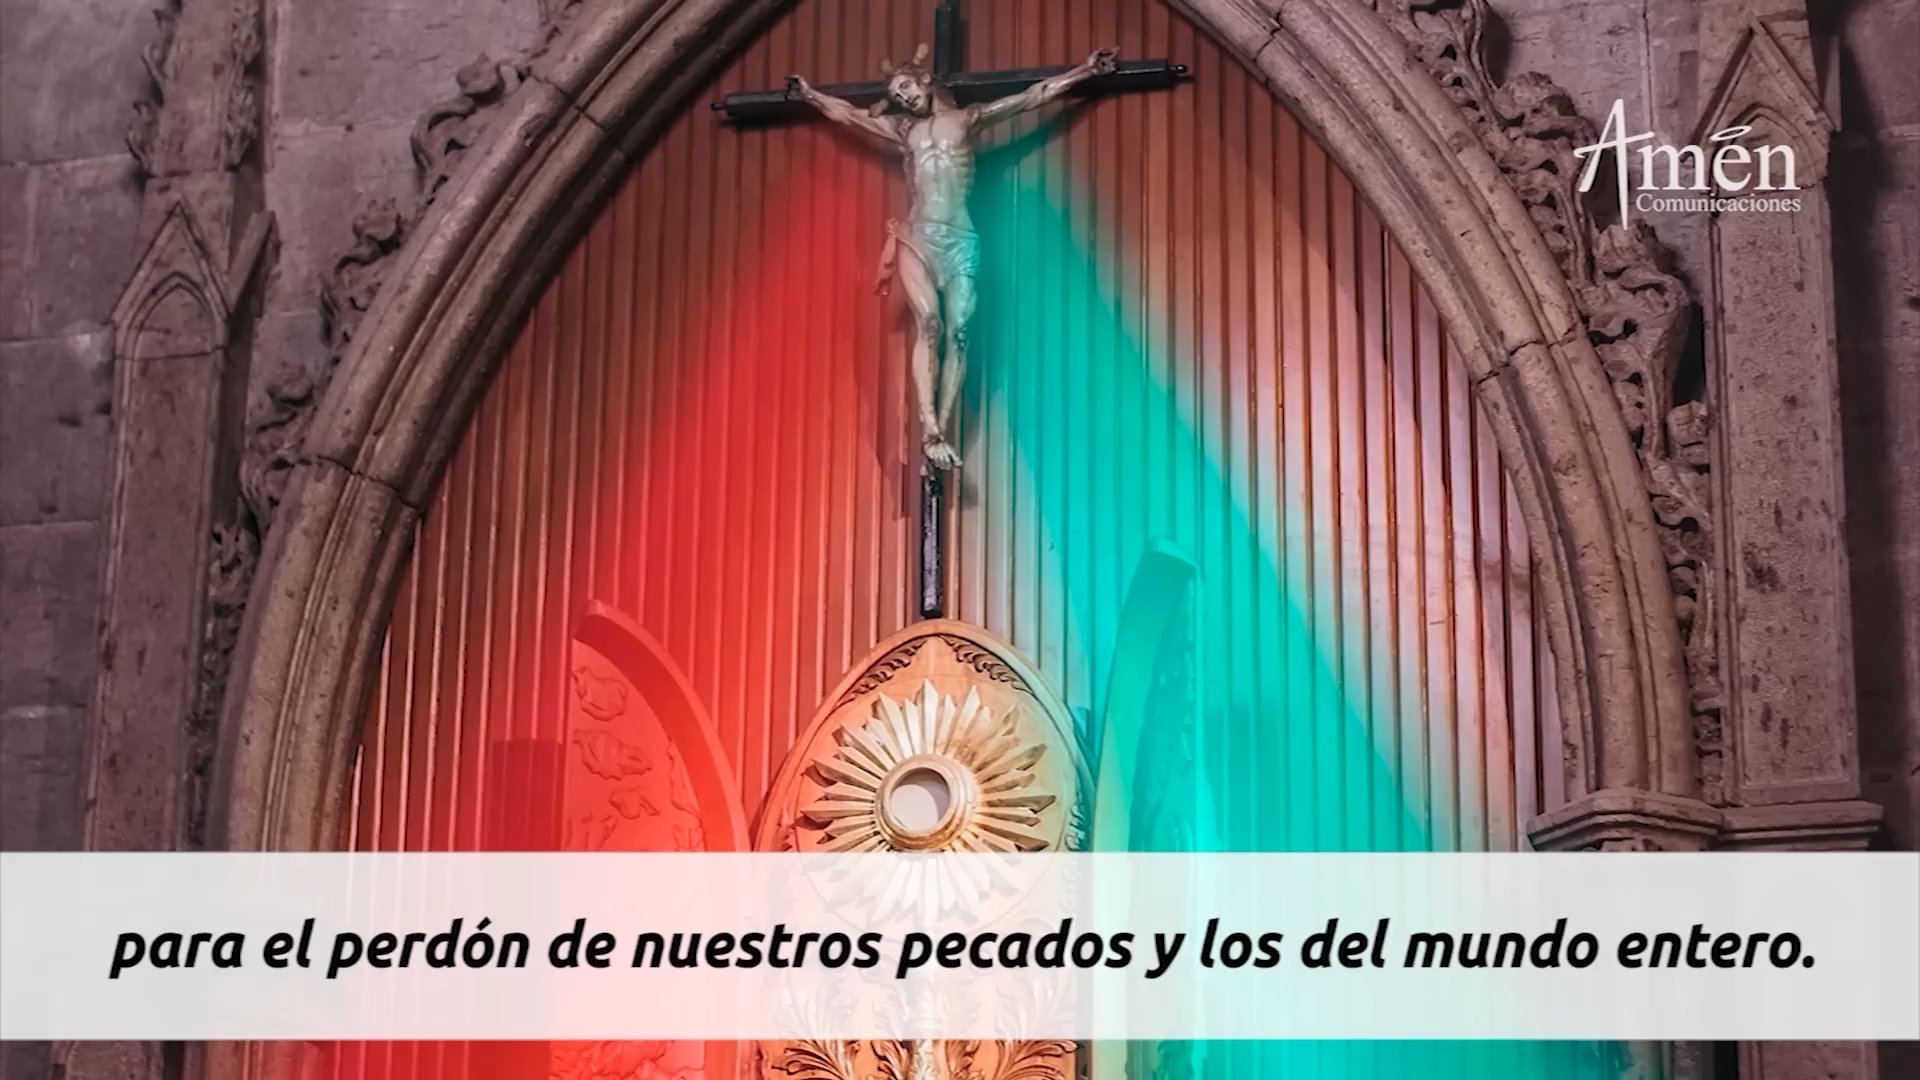 Amén
Comunicaciones
para el perdón de nuestros pecados y los del mundo entero.